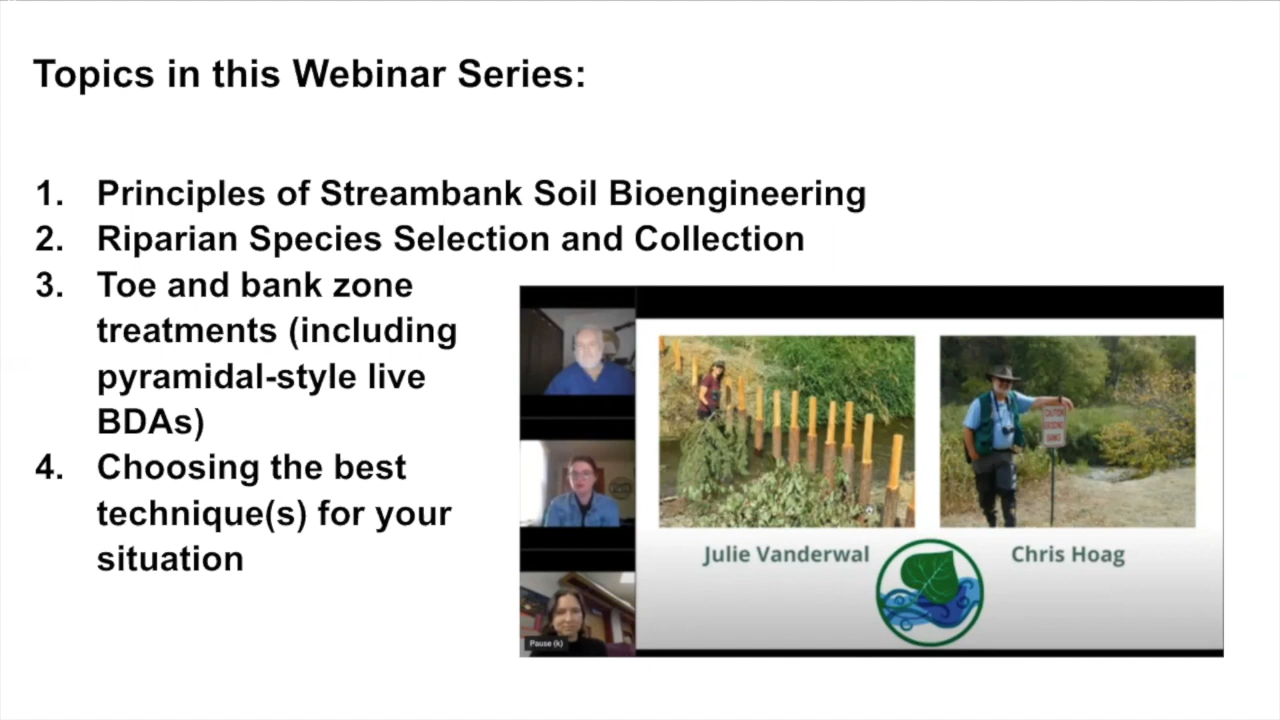 Topics in this Webinar Series:
1. Principles of Streambank Soil Bioengineering
2. Riparian Species Selection and Collection
3. Toe and bank zone
treatments (including
pyramidal-style live
BDAs)
4. Choosing the best
technique(s) for your
situation
Julie Vanderwal
Chris Hoag
Pause (k)